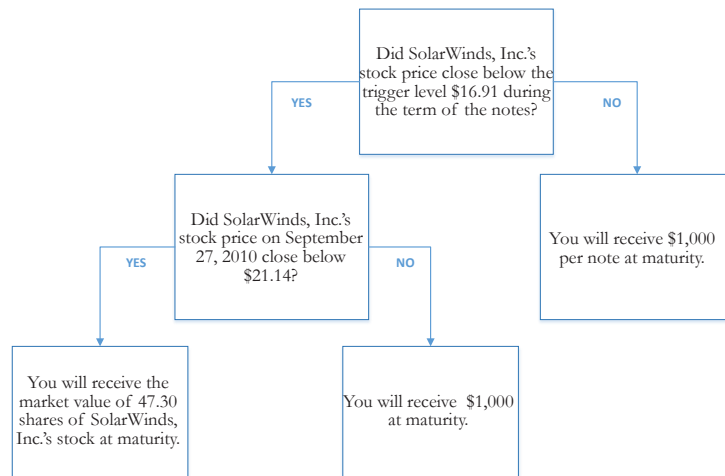 Did SolarWinds, Inc.'s
stock price close below the
trigger level $16.91 during
the term of the notes?
YES
NO
Did SolarWinds, Inc.'s
stock price on September
27, 2010 close below
$21.14?
You will receive $1,000
per note at maturity.
YES
NO
You will receive the
market value of 47.30
shares of SolarWinds,
Inc.'s stock at maturity.
You will receive $1,000
at maturity.